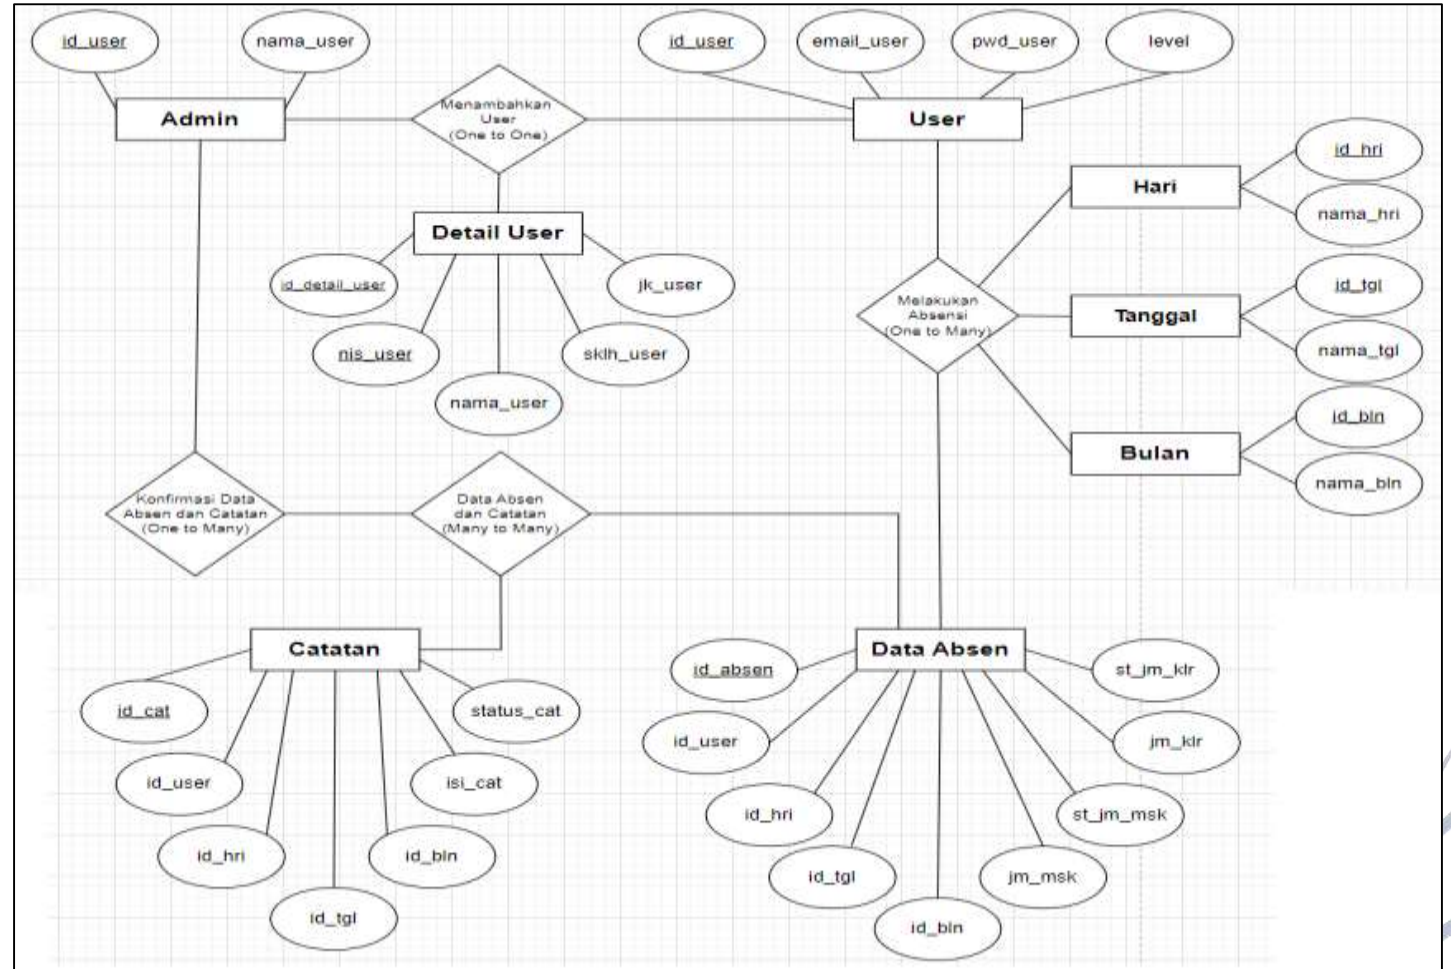 id_user
nama_user
id_user
email_user
pwd_user
level
Admin
Menambahkan
User
(One to One)
User
id_hri
Hari
nama_hri
Detail User
id_detail_user
jk_user
nis_user
sklh_user
nama_user
Melakukan
Absensi
(One to Many)
id_tgl
Tanggal
nama_tgl
id_bln
Bulan
nama_bln
Konfirmasi Data
Absen dan Catatan
(One to Many)
Data Absen
dan Catatan
(Many to Many)
Catatan
id_cat
status_cat
id_user
isi_cat
id_hri
id_bln
id_tgl
Data Absen
id_absen
st_jm_klr
id_user
jm_klr
id_hri
st_jm_msk
id_tgl
jm_msk
id_bln